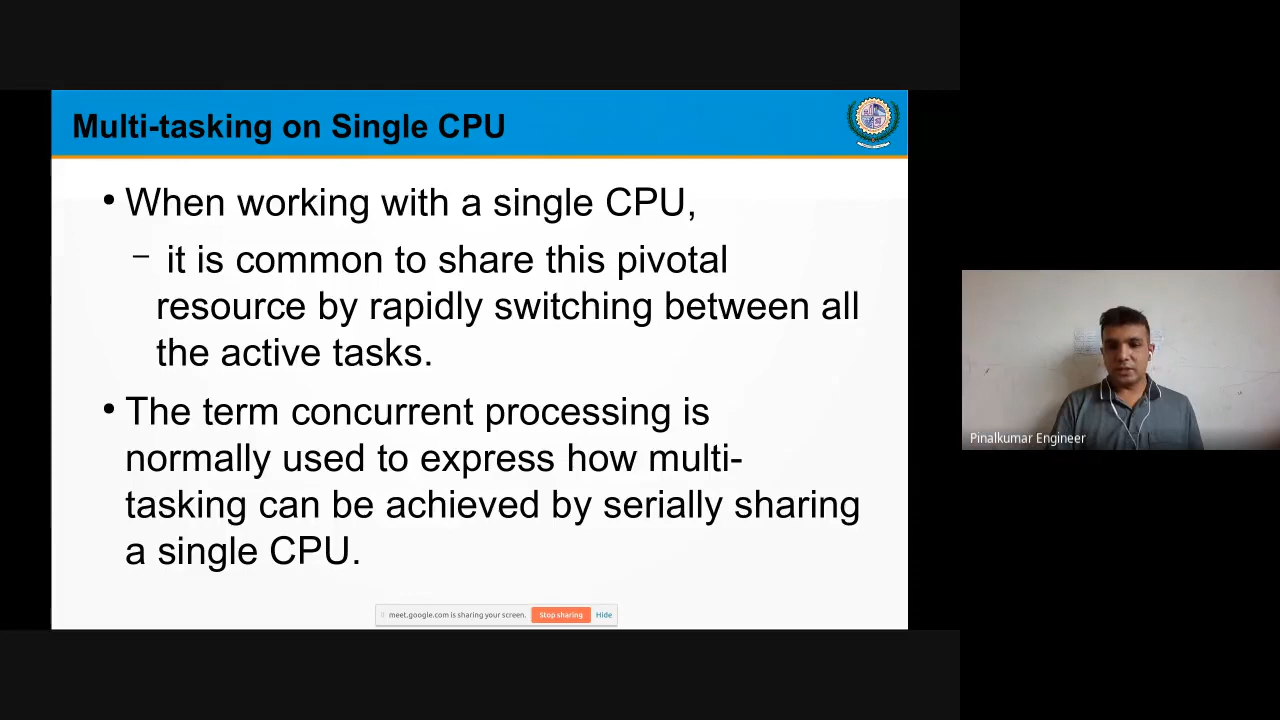 Multi-tasking on Single CPU
• When working with a single CPU,
– it is common to share this pivotal
resource by rapidly switching between all
the active tasks.
• The term concurrent processing is
normally used to express how multi-
tasking can be achieved by serially sharing
a single CPU.
meet.google.com is sharing your screen. Stop sharing Hide
Pinalkumar Engineer